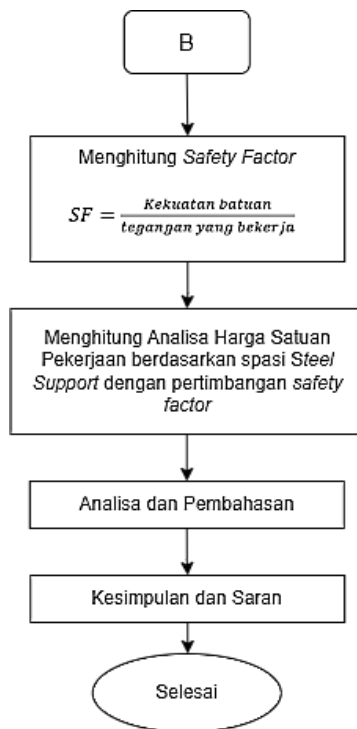 B
Menghitung Safety Factor
SF = Kekuatan batuan / tegangan yang bekerja
Menghitung Analisa Harga Satuan
Pekerjaan berdasarkan spasi Steel
Support dengan pertimbangan safety
factor
Analisa dan Pembahasan
Kesimpulan dan Saran
Selesai